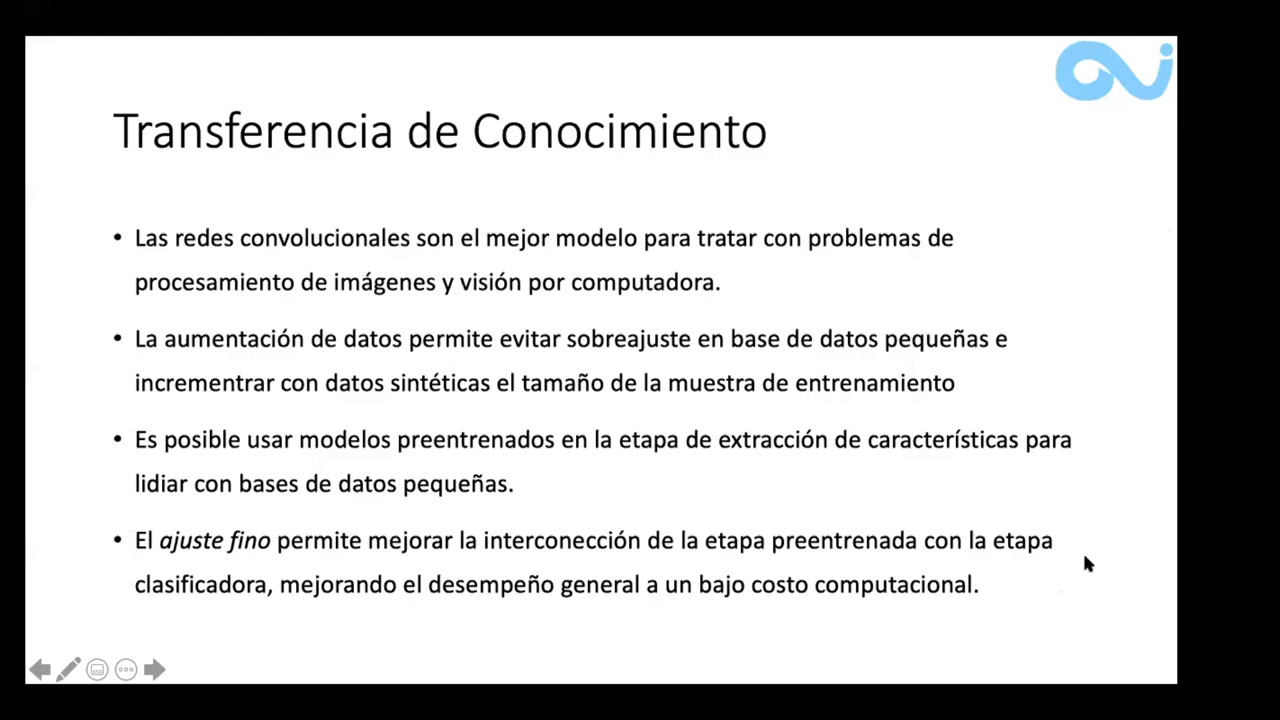 Transferencia de Conocimiento
• Las redes convolucionales son el mejor modelo para tratar con problemas de
procesamiento de imágenes y visión por computadora.
• La aumentación de datos permite evitar sobreajuste en base de datos pequeñas e
incrementrar con datos sintéticas el tamaño de la muestra de entrenamiento
• Es posible usar modelos preentrenados en la etapa de extracción de características para
lidiar con bases de datos pequeñas.
• El ajuste fino permite mejorar la interconección de la etapa preentrenada con la etapa
clasificadora, mejorando el desempeño general a un bajo costo computacional.